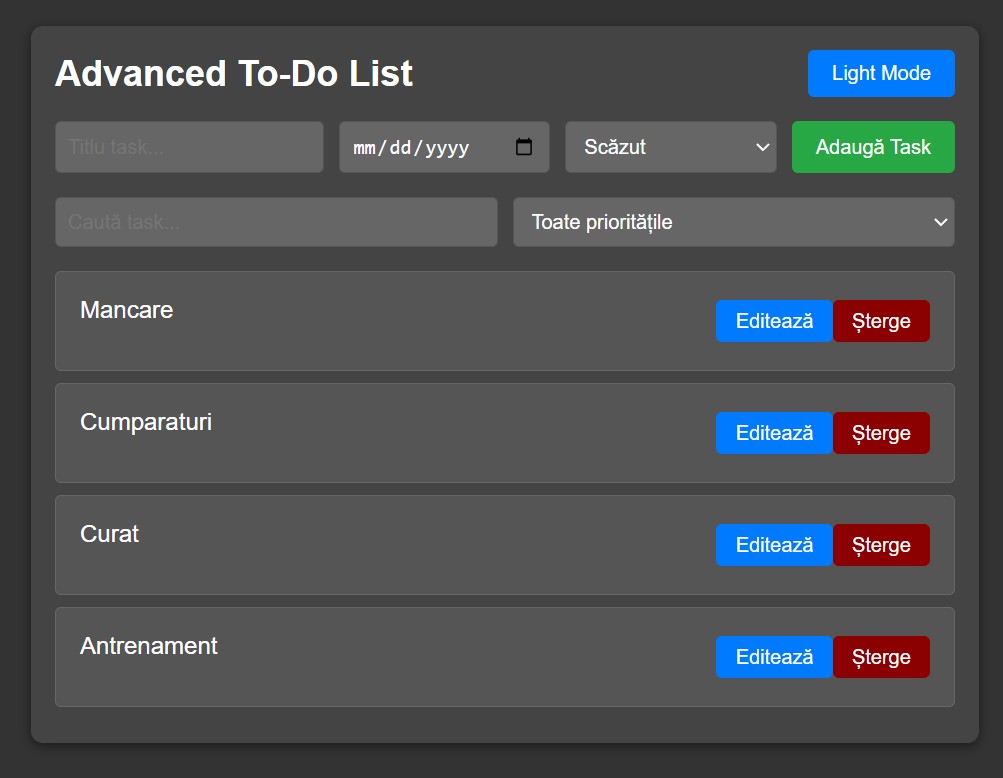 Advanced To-Do List
Light Mode
Titlu task...
mm/dd/yyyy
Scăzut
Adaugă Task
Caută task...
Toate prioritățile
Mancare
Editează
Șterge
Cumparaturi
Editează
Șterge
Curat
Editează
Șterge
Antrenament
Editează
Șterge